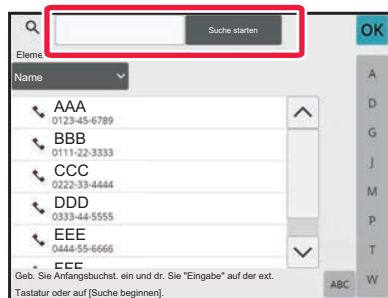 Suche starten
OK
Eleme
Name
AAA
0123-45-6789
BBB
0111-22-3333
CCC
0222-33-4444
DDD
0333-44-5555
EEE
0444-55-6666
FFF
A
D
G
J
M
P
T
W
ABC
Geb. Sie Anfangsbuchst. ein und dr. Sie "Eingabe" auf der ext.
Tastatur oder auf [Suche beginnen].